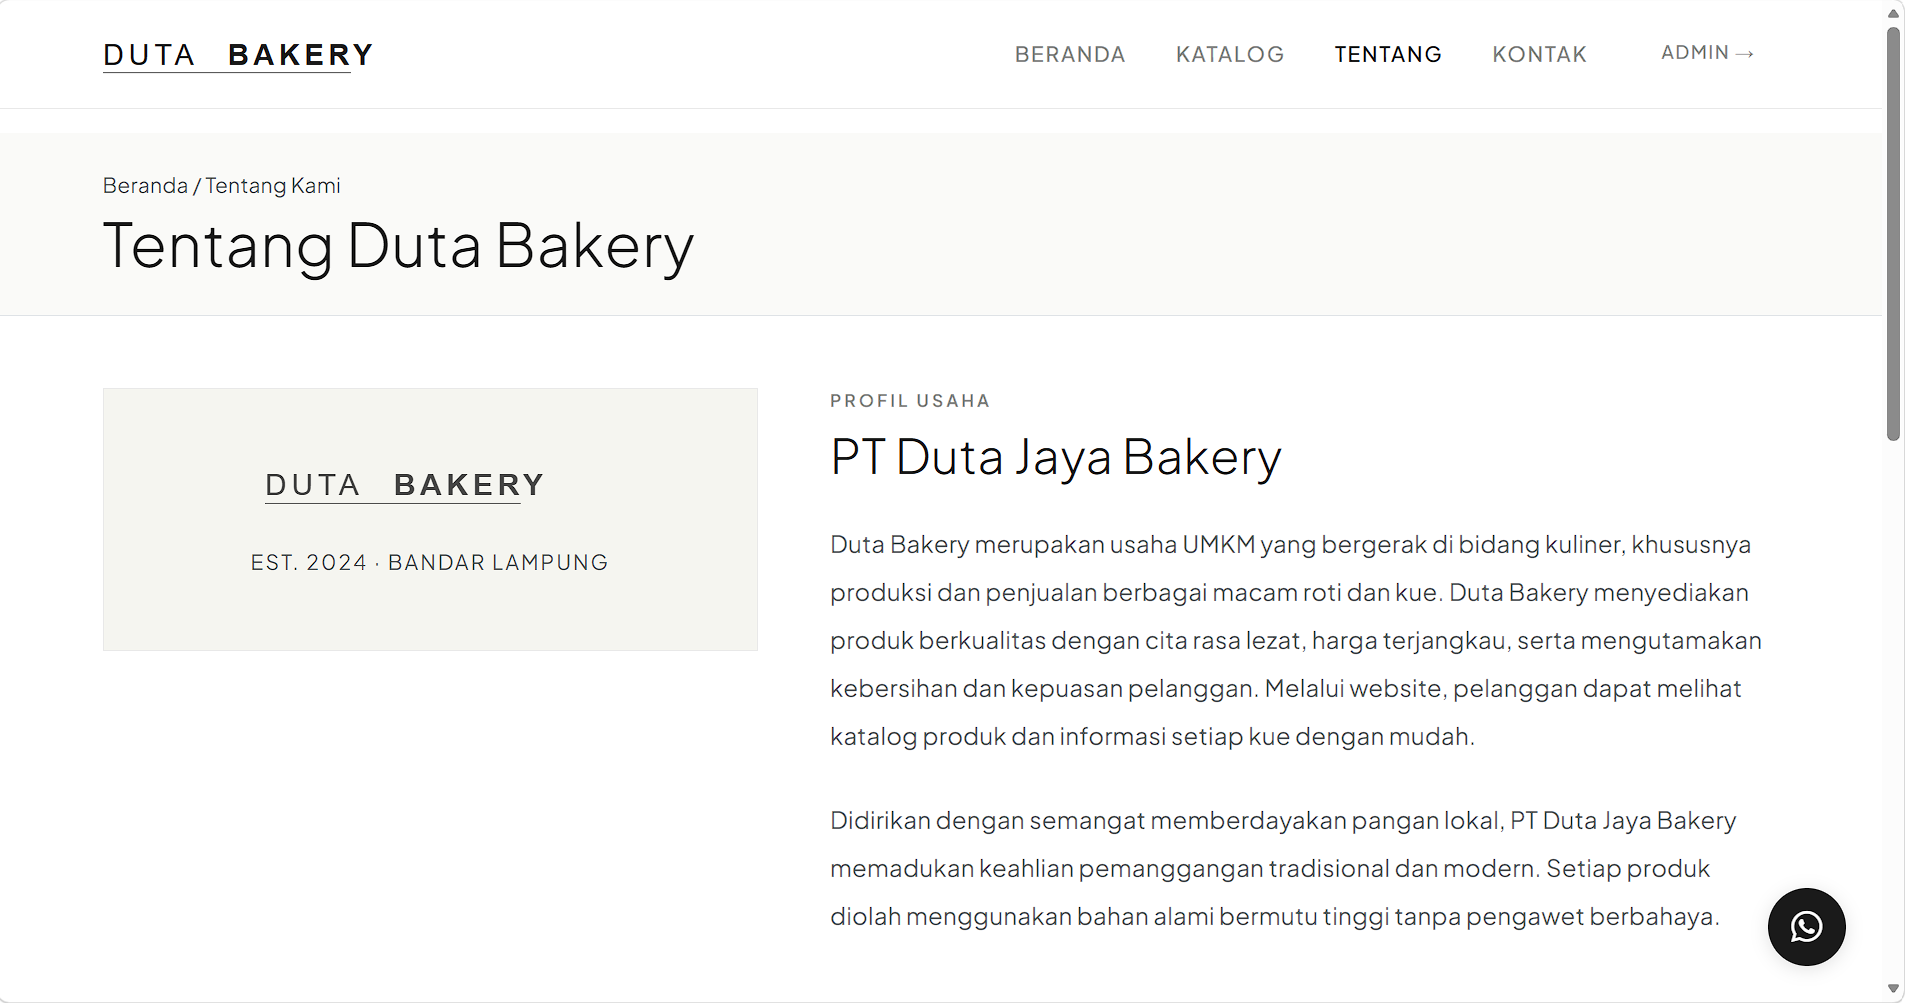 DUTA BAKERY
BERANDA
KATALOG
TENTANG
KONTAK
ADMIN →
Beranda / Tentang Kami
Tentang Duta Bakery
DUTA BAKERY
EST. 2024 · BANDAR LAMPUNG
PROFIL USAHA
PT Duta Jaya Bakery
Duta Bakery merupakan usaha UMKM yang bergerak di bidang kuliner, khususnya
produksi dan penjualan berbagai macam roti dan kue. Duta Bakery menyediakan
produk berkualitas dengan cita rasa lezat, harga terjangkau, serta mengutamakan
kebersihan dan kepuasan pelanggan. Melalui website, pelanggan dapat melihat
katalog produk dan informasi setiap kue dengan mudah.
Didirikan dengan semangat memberdayakan pangan lokal, PT Duta Jaya Bakery
memadukan keahlian pemanggangan tradisional dan modern. Setiap produk
diolah menggunakan bahan alami bermutu tinggi tanpa pengawet berbahaya.